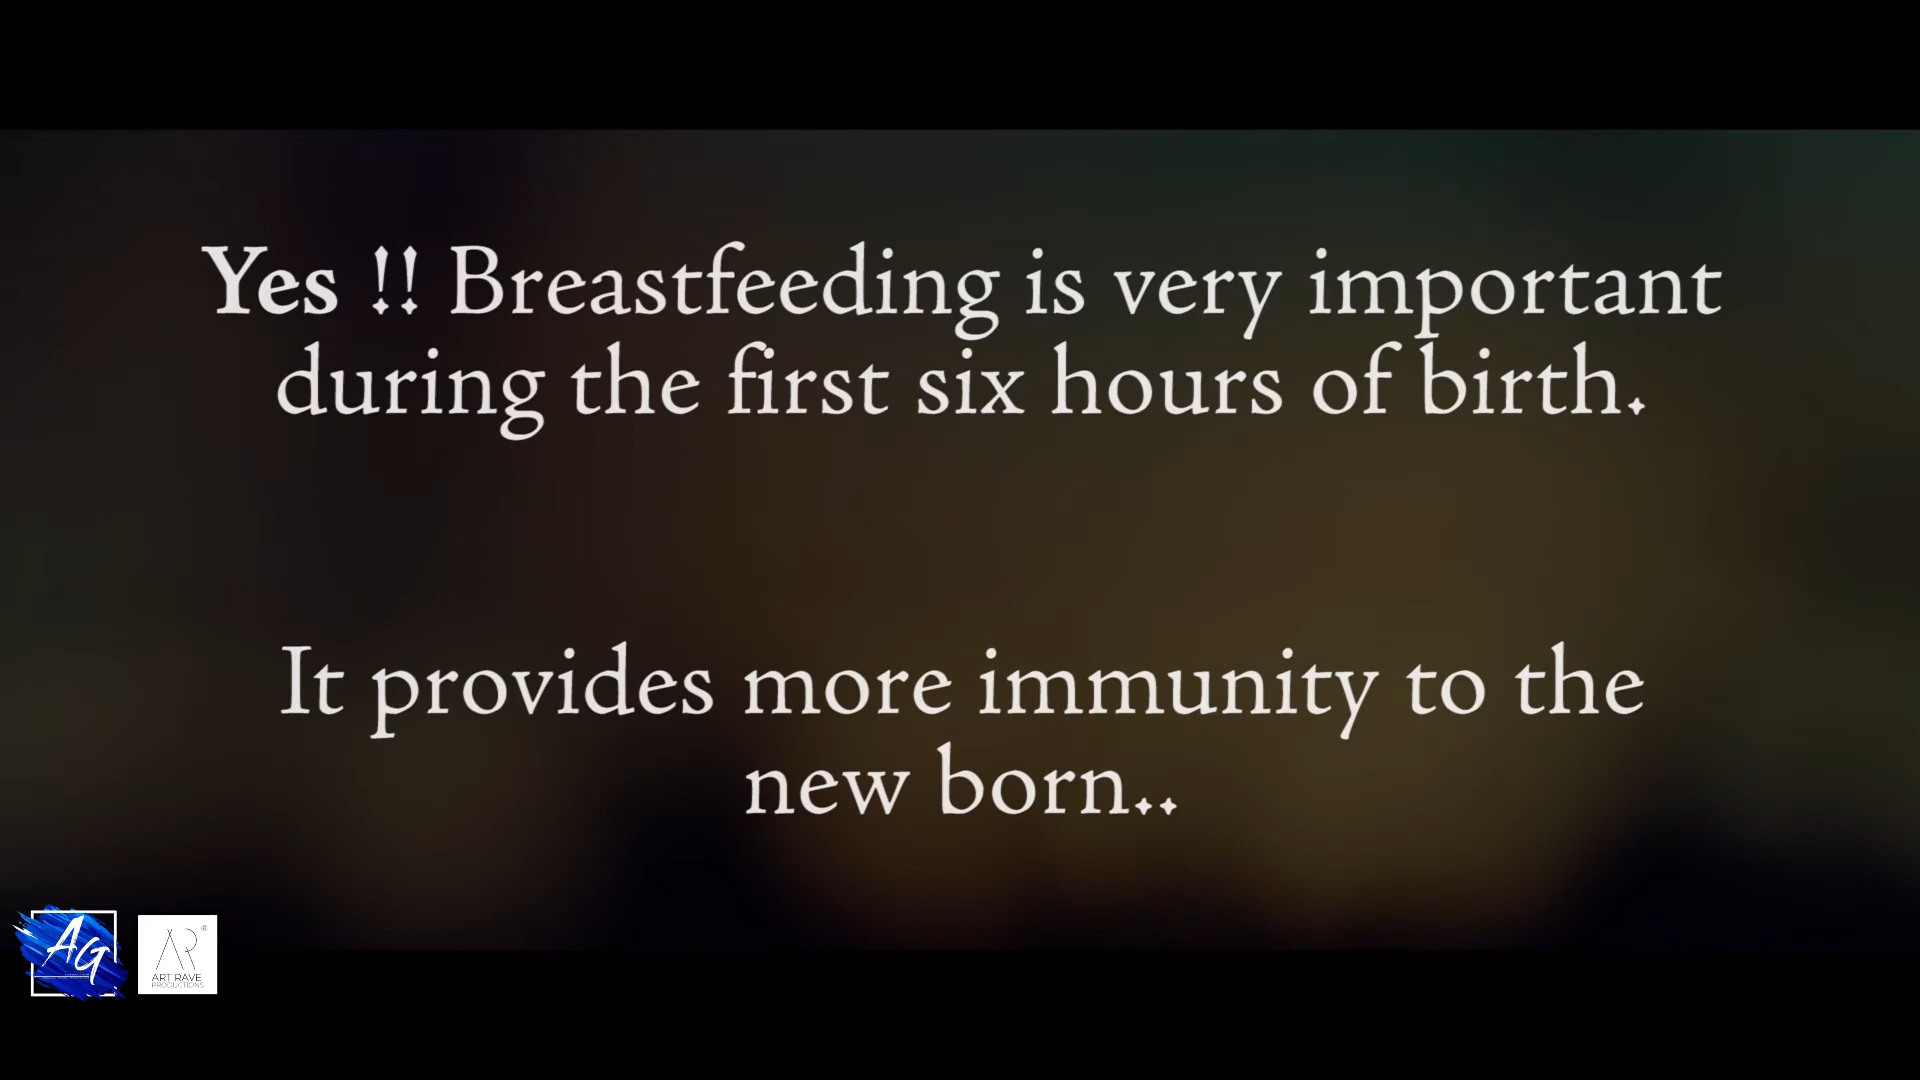 Yes !! Breastfeeding is very important
during the first six hours of birth.
It provides more immunity to the
new born..
AG
AR
®
ART RAVE
PRODUCTIONS